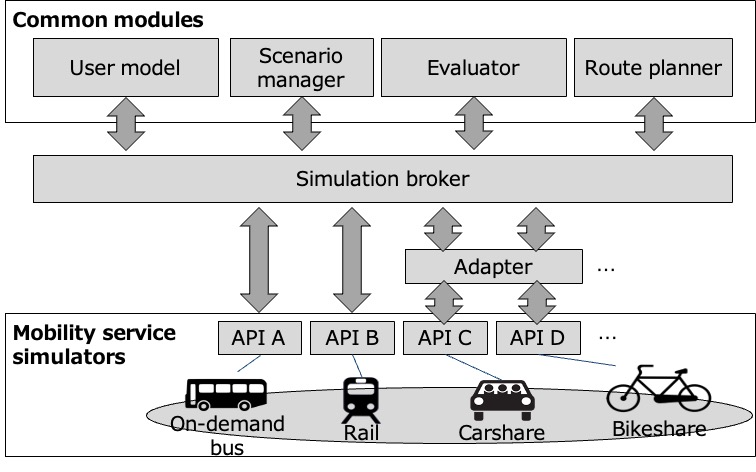 Common modules
User model
Scenario
manager
Evaluator
Route planner
Simulation broker
Adapter
...
Mobility service
simulators
API A
API B
API C
API D
...
On-demand
bus
Rail
Carshare
Bikeshare